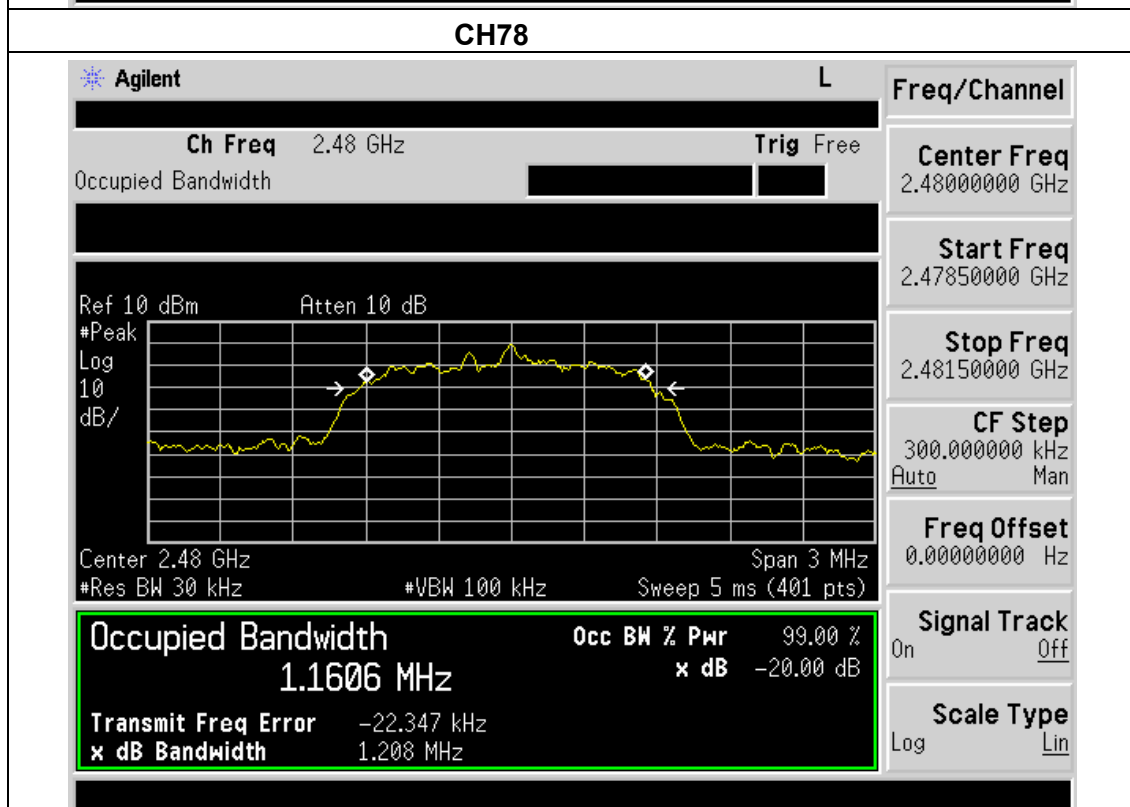 CH78
Agilent L
Freq/Channel
Ch Freq 2.48 GHz Trig Free
Occupied Bandwidth
Center Freq
2.48000000 GHz
Start Freq
2.47850000 GHz
Stop Freq
2.48150000 GHz
CF Step
300.000000 kHz
Auto Man
Freq Offset
0.00000000 Hz
Signal Track
On Off
Scale Type
Log Lin
Ref 10 dBm Atten 10 dB
#Peak
Log
10
dB/
Center 2.48 GHz Span 3 MHz
#Res BW 30 kHz #VBW 100 kHz Sweep 5 ms (401 pts)
Occupied Bandwidth Occ BW % Pwr 99.00 %
1.1606 MHz x dB -20.00 dB
Transmit Freq Error -22.347 kHz
x dB Bandwidth 1.208 MHz